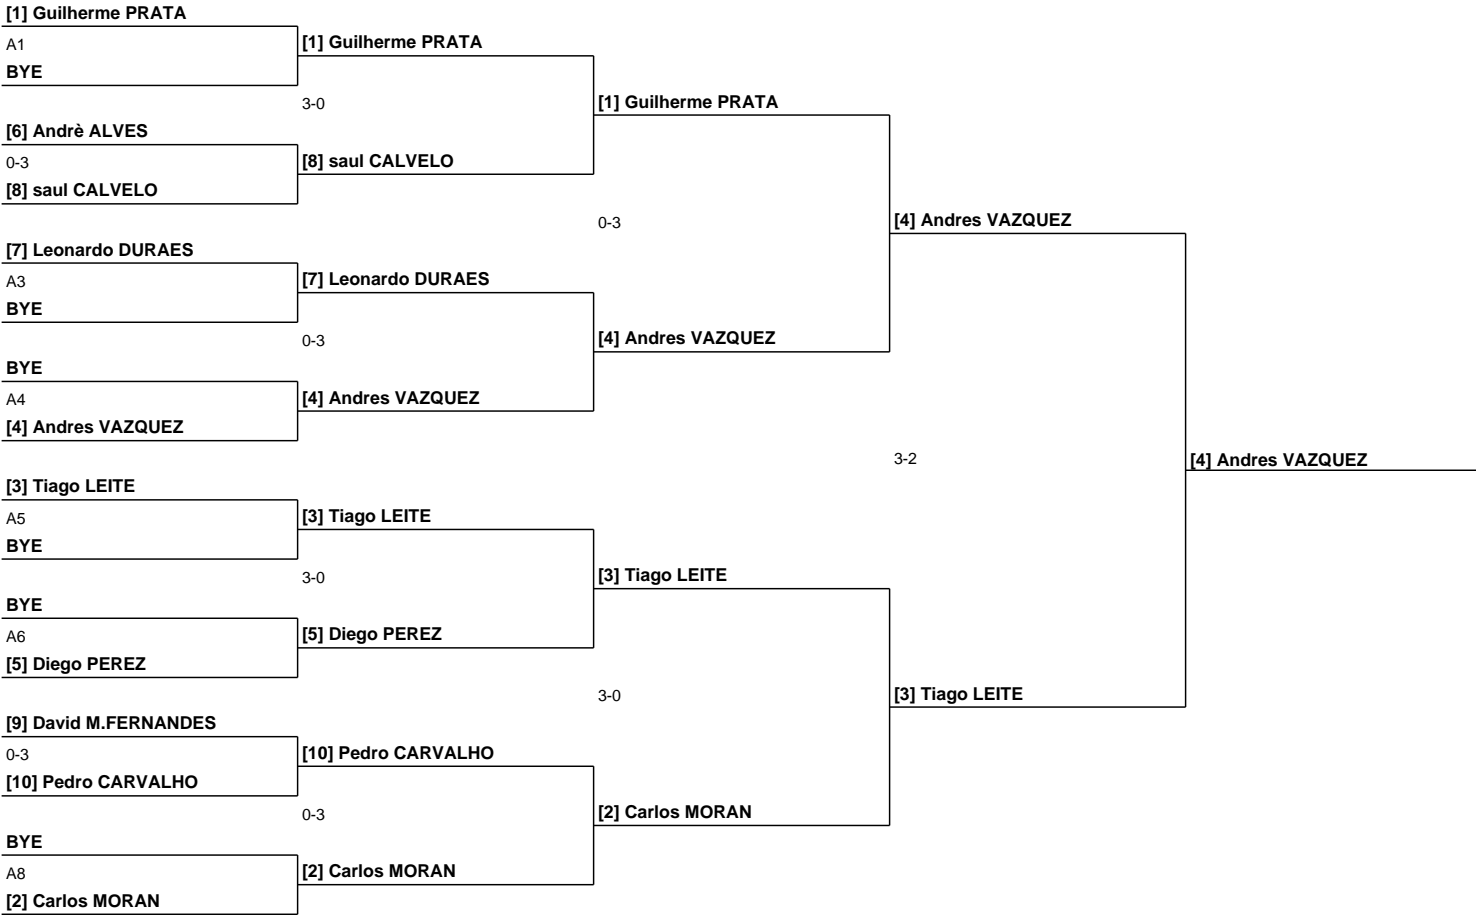 [1] Guilherme PRATA
A1
BYE
[6] Andrè ALVES
0-3
[8] saul CALVELO
[7] Leonardo DURAES
A3
BYE
BYE
A4
[4] Andres VAZQUEZ
[3] Tiago LEITE
A5
BYE
BYE
A6
[5] Diego PEREZ
[9] David M.FERNANDES
0-3
[10] Pedro CARVALHO
BYE
A8
[2] Carlos MORAN
[1] Guilherme PRATA
3-0
[8] saul CALVELO
[7] Leonardo DURAES
0-3
[4] Andres VAZQUEZ
[3] Tiago LEITE
3-0
[5] Diego PEREZ
[10] Pedro CARVALHO
0-3
[2] Carlos MORAN
[1] Guilherme PRATA
0-3
[4] Andres VAZQUEZ
[3] Tiago LEITE
3-0
[2] Carlos MORAN
[4] Andres VAZQUEZ
3-2
[3] Tiago LEITE
[4] Andres VAZQUEZ